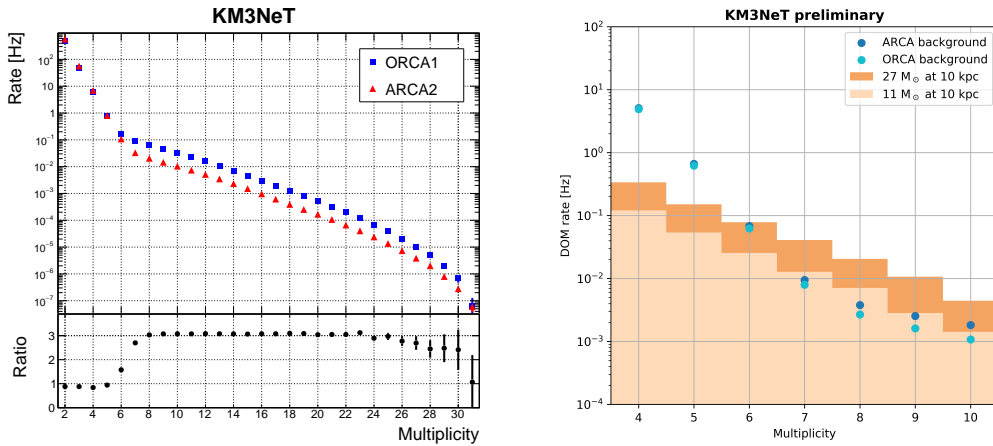 KM3NeT
Rate [Hz]
ORCA1
ARCA2
10²
10
1
10⁻¹
10⁻²
10⁻³
10⁻⁴
10⁻⁵
10⁻⁶
10⁻⁷
Ratio
3
2
1
0
2 4 6 8 10 12 14 16 18 20 22 24 26 28 30
Multiplicity
KM3NeT preliminary
ARCA background
ORCA background
27 M⊙ at 10 kpc
11 M⊙ at 10 kpc
DOM rate [Hz]
10²
10¹
10⁰
10⁻¹
10⁻²
10⁻³
10⁻⁴
4 5 6 7 8 9 10
Multiplicity